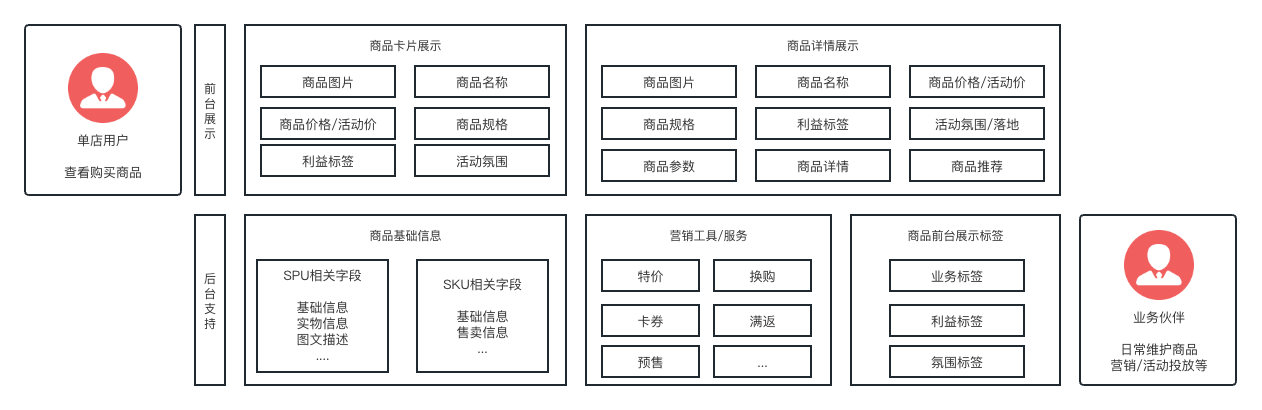 单店用户
查看购买商品
前台展示
商品卡片展示
商品图片
商品名称
商品价格/活动价
商品规格
利益标签
活动氛围
商品详情展示
商品图片
商品名称
商品价格/活动价
商品规格
利益标签
活动氛围/落地
商品参数
商品详情
商品推荐
后台支持
商品基础信息
SPU相关字段
基础信息
实物信息
图文描述
....
SKU相关字段
基础信息
售卖信息
...
营销工具/服务
特价
换购
卡券
满返
预售
...
商品前台展示标签
业务标签
利益标签
氛围标签
业务伙伴
日常维护商品
营销/活动投放等